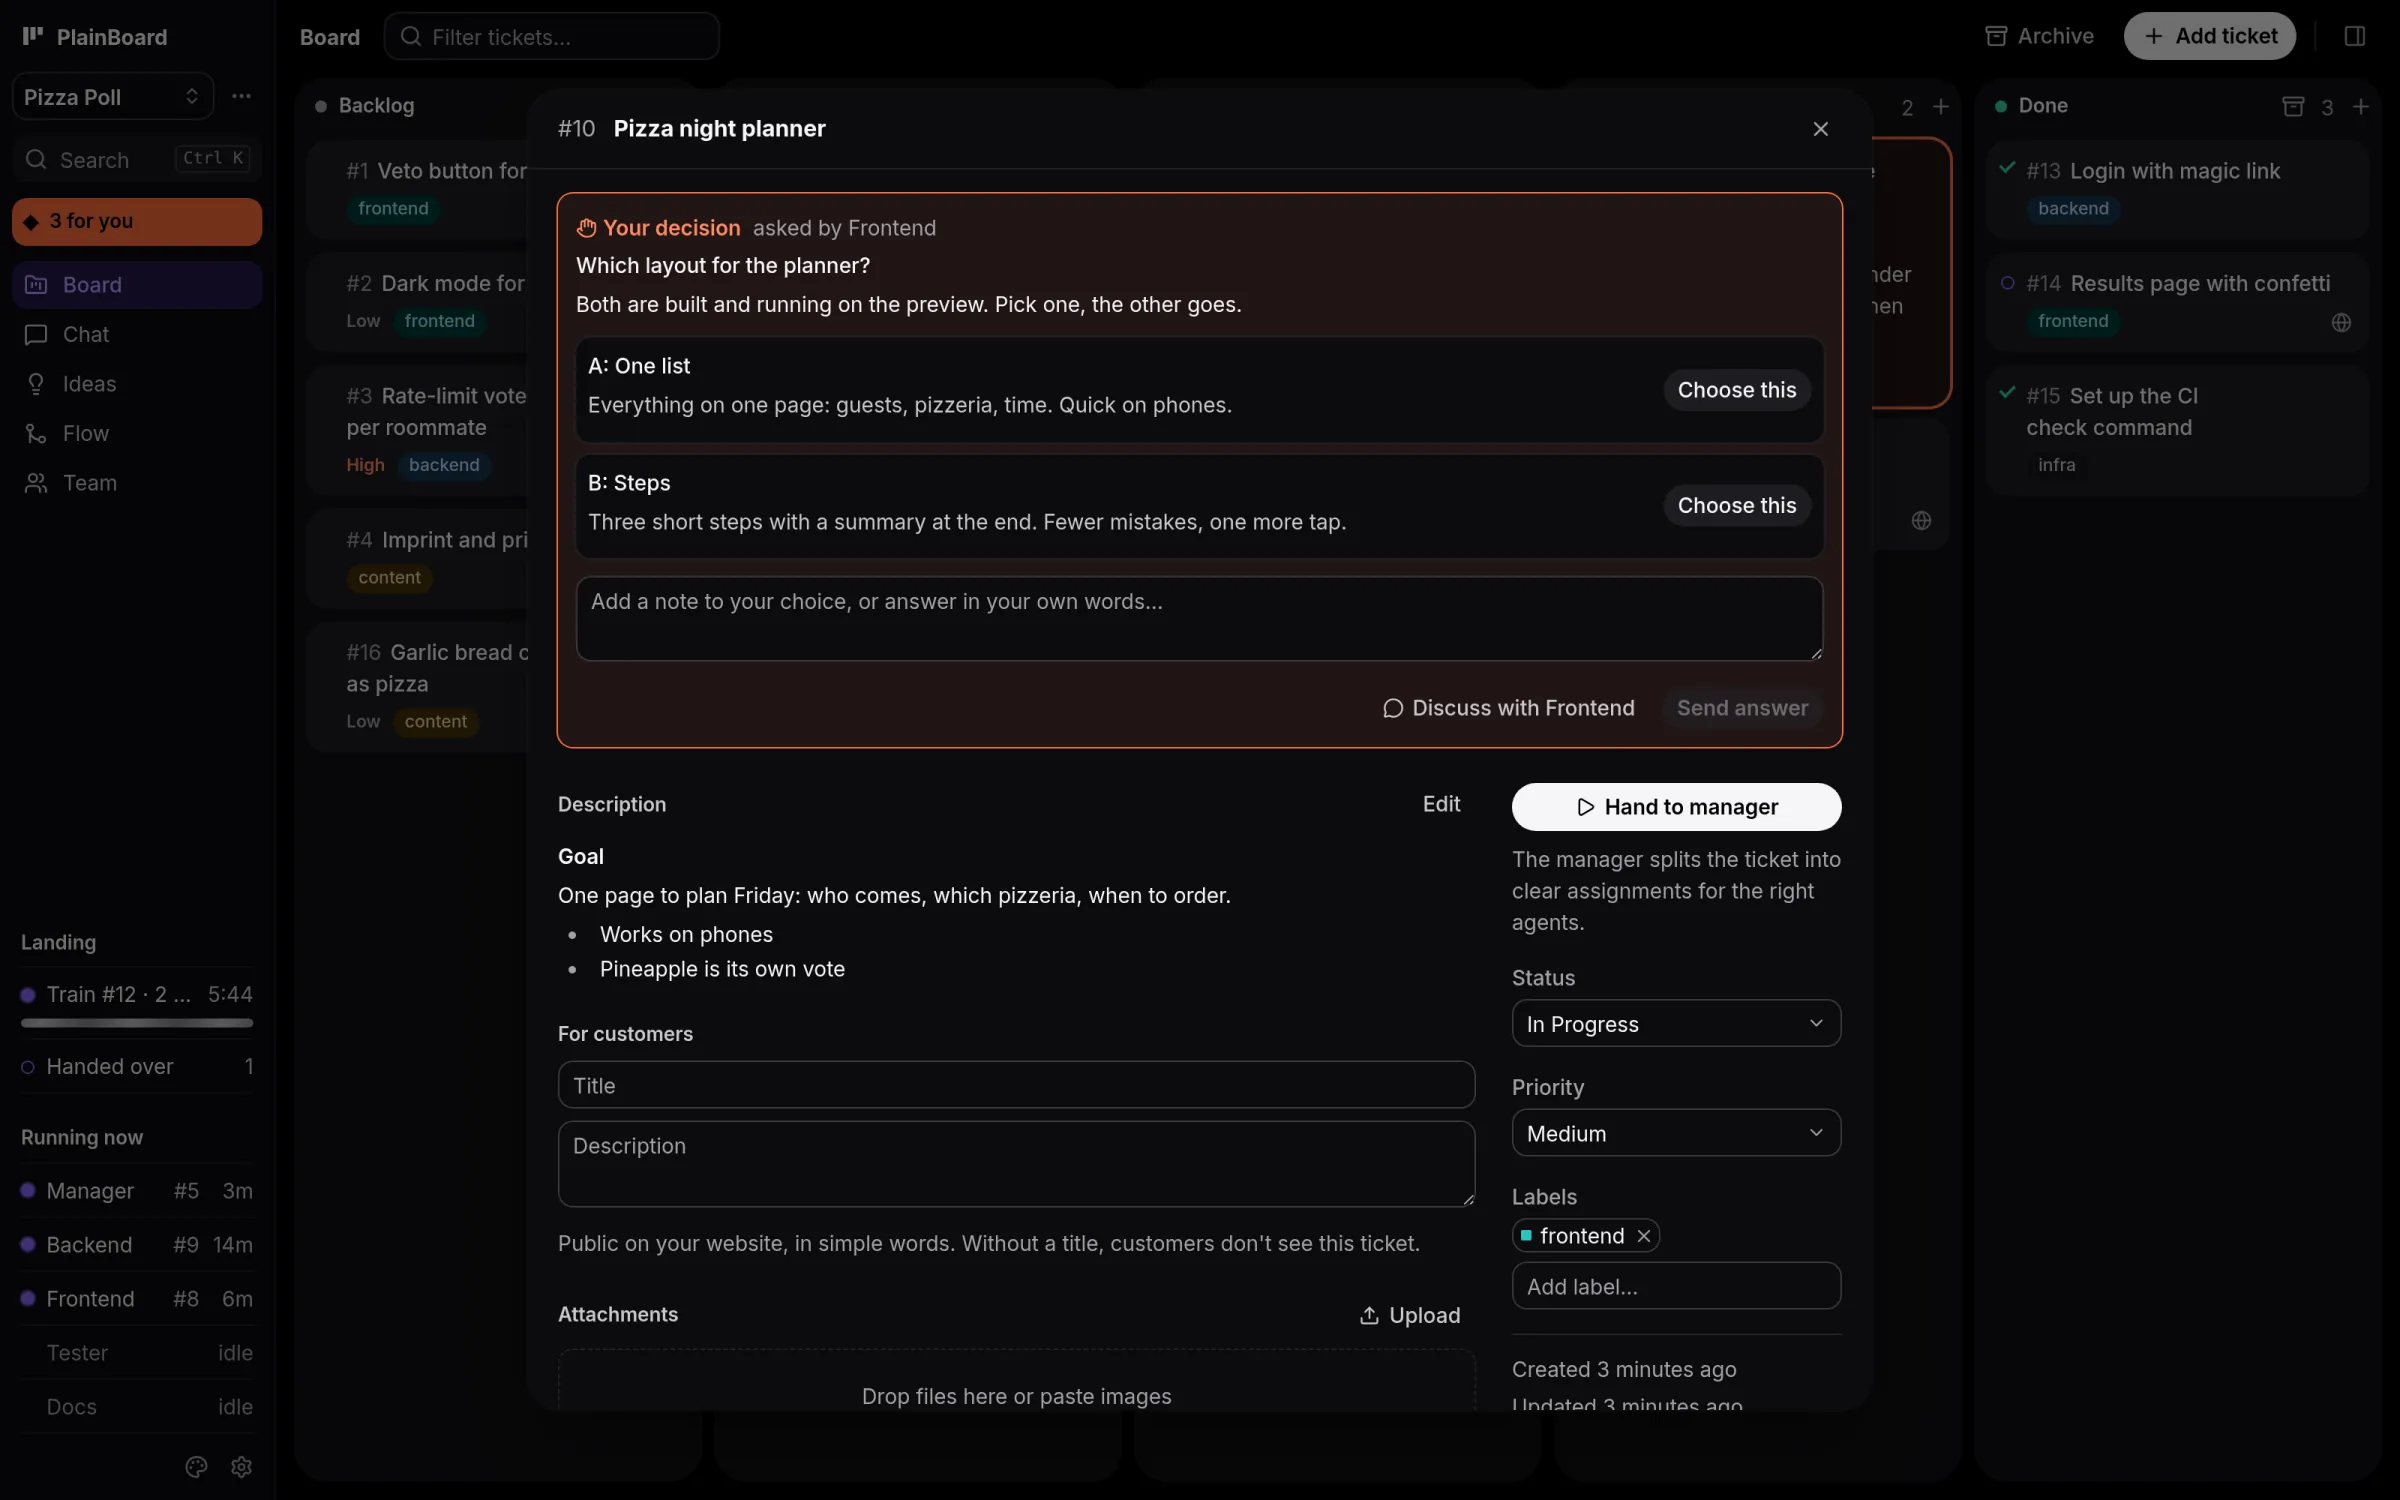 PlainBoard
Pizza Poll
Search Ctrl K
3 for you
Board
Chat
Ideas
Flow
Team
Landing
Train #12 · 2 ... 5:44
Handed over 1
Running now
Manager #5 3m
Backend #9 14m
Frontend #8 6m
Tester idle
Docs idle
Board
Filter tickets...
Archive
Add ticket
Backlog
#1 Veto button for
frontend
#2 Dark mode for
Low frontend
#3 Rate-limit vote
per roommate
High backend
#4 Imprint and pri
content
#16 Garlic bread
as pizza
Low content
#10 Pizza night planner
Your decision asked by Frontend
Which layout for the planner?
Both are built and running on the preview. Pick one, the other goes.
A: One list
Everything on one page: guests, pizzeria, time. Quick on phones.
Choose this
B: Steps
Three short steps with a summary at the end. Fewer mistakes, one more tap.
Choose this
Add a note to your choice, or answer in your own words...
Discuss with Frontend
Send answer
Description
Edit
Goal
One page to plan Friday: who comes, which pizzeria, when to order.
• Works on phones
• Pineapple is its own vote
For customers
Title
Description
Public on your website, in simple words. Without a title, customers don't see this ticket.
Attachments
Upload
Drop files here or paste images
Hand to manager
The manager splits the ticket into
clear assignments for the right
agents.
Status
In Progress
Priority
Medium
Labels
frontend
Add label...
Created 3 minutes ago
Updated 3 minutes ago
2
nder
hen
Done 3
#13 Login with magic link
backend
#14 Results page with confetti
frontend
#15 Set up the CI
check command
infra